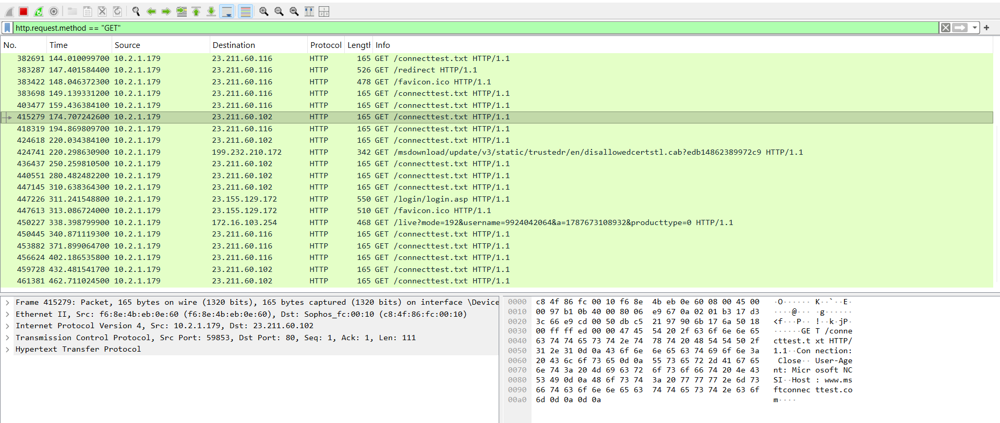 http.request.method == "GET"
No. Time Source Destination Protocol Lengtł Info
382691 144.010099700 10.2.1.179 23.211.60.116 HTTP 165 GET /connecttest.txt HTTP/1.1
383287 147.401584400 10.2.1.179 23.211.60.116 HTTP 526 GET /redirect HTTP/1.1
383422 148.046372300 10.2.1.179 23.211.60.116 HTTP 478 GET /favicon.ico HTTP/1.1
383698 149.139331200 10.2.1.179 23.211.60.116 HTTP 165 GET /connecttest.txt HTTP/1.1
403477 159.436384100 10.2.1.179 23.211.60.116 HTTP 165 GET /connecttest.txt HTTP/1.1
415279 174.707242600 10.2.1.179 23.211.60.102 HTTP 165 GET /connecttest.txt HTTP/1.1
418319 194.869809700 10.2.1.179 23.211.60.116 HTTP 165 GET /connecttest.txt HTTP/1.1
424618 220.034384100 10.2.1.179 23.211.60.102 HTTP 165 GET /connecttest.txt HTTP/1.1
424741 220.298630900 10.2.1.179 199.232.210.172 HTTP 342 GET /msdownload/update/v3/static/trustedr/en/disallowedcertstl.cab?edb14862389972c9 HTTP/1.1
436437 250.259810500 10.2.1.179 23.211.60.102 HTTP 165 GET /connecttest.txt HTTP/1.1
440551 280.482482200 10.2.1.179 23.211.60.102 HTTP 165 GET /connecttest.txt HTTP/1.1
447145 310.638364300 10.2.1.179 23.211.60.102 HTTP 165 GET /connecttest.txt HTTP/1.1
447226 311.241548800 10.2.1.179 23.155.129.172 HTTP 550 GET /login/login.asp HTTP/1.1
447613 313.086724000 10.2.1.179 23.155.129.172 HTTP 510 GET /favicon.ico HTTP/1.1
450227 338.398799900 10.2.1.179 172.16.103.254 HTTP 468 GET /live?mode=192&username=9924042064&a=1787673108932&producttype=0 HTTP/1.1
450445 340.871119300 10.2.1.179 23.211.60.116 HTTP 165 GET /connecttest.txt HTTP/1.1
453882 371.899064700 10.2.1.179 23.211.60.116 HTTP 165 GET /connecttest.txt HTTP/1.1
456624 402.186535800 10.2.1.179 23.211.60.116 HTTP 165 GET /connecttest.txt HTTP/1.1
459728 432.481541700 10.2.1.179 23.211.60.102 HTTP 165 GET /connecttest.txt HTTP/1.1
461381 462.711024500 10.2.1.179 23.211.60.102 HTTP 165 GET /connecttest.txt HTTP/1.1
Frame 415279: Packet, 165 bytes on wire (1320 bits), 165 bytes captured (1320 bits) on interface \Device
Ethernet II, Src: f6:8e:4b:eb:0e:60 (f6:8e:4b:eb:0e:60), Dst: Sophos_fc:00:10 (c8:4f:86:fc:00:10)
Internet Protocol Version 4, Src: 10.2.1.179, Dst: 23.211.60.102
Transmission Control Protocol, Src Port: 59853, Dst Port: 80, Seq: 1, Ack: 1, Len: 111
Hypertext Transfer Protocol
0000 c8 4f 86 fc 00 10 f6 8e 4b eb 0e 60 08 00 45 00 ·O······ K··`··E·
0010 00 97 b1 0b 40 00 80 06 e9 67 0a 02 01 b3 17 d3 ····@··· ·g······
0020 3c 66 e9 cd 00 50 db c5 21 97 90 6b 17 6a 50 18 <f···P·· !··k·jP·
0030 00 ff ff ed 00 00 47 45 54 20 2f 63 6f 6e 6e 65 ······GE T /conne
0040 63 74 74 65 73 74 2e 74 78 74 20 48 54 54 50 2f cttest.t xt HTTP/
0050 31 2e 31 0d 0a 43 6f 6e 6e 65 63 74 69 6f 6e 3a 1.1··Con nection:
0060 20 43 6c 6f 73 65 0d 0a 55 73 65 72 2d 41 67 65 Close·· User-Age
0070 6e 74 3a 20 4d 69 63 72 6f 73 6f 66 74 20 4e 43 nt: Micr osoft NC
0080 53 49 0d 0a 48 6f 73 74 3a 20 77 77 77 2e 6d 73 SI··Host : www.ms
0090 66 74 63 6f 6e 6e 65 63 74 74 65 73 74 2e 63 6f ftconnec ttest.co
00a0 6d 0d 0a 0d 0a m····